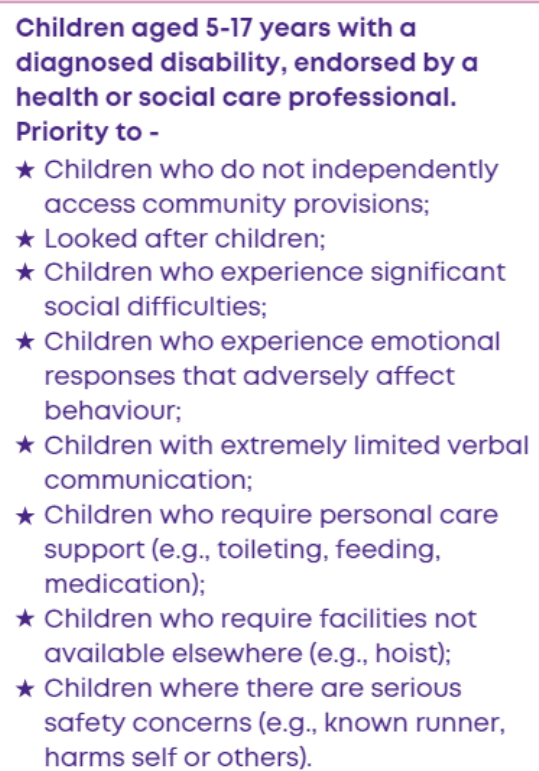 Children aged 5-17 years with a
diagnosed disability, endorsed by a
health or social care professional.
Priority to -
★ Children who do not independently
access community provisions;
★ Looked after children;
★ Children who experience significant
social difficulties;
★ Children who experience emotional
responses that adversely affect
behaviour;
★ Children with extremely limited verbal
communication;
★ Children who require personal care
support (e.g., toileting, feeding,
medication);
★ Children who require facilities not
available elsewhere (e.g., hoist);
★ Children where there are serious
safety concerns (e.g., known runner,
harms self or others).